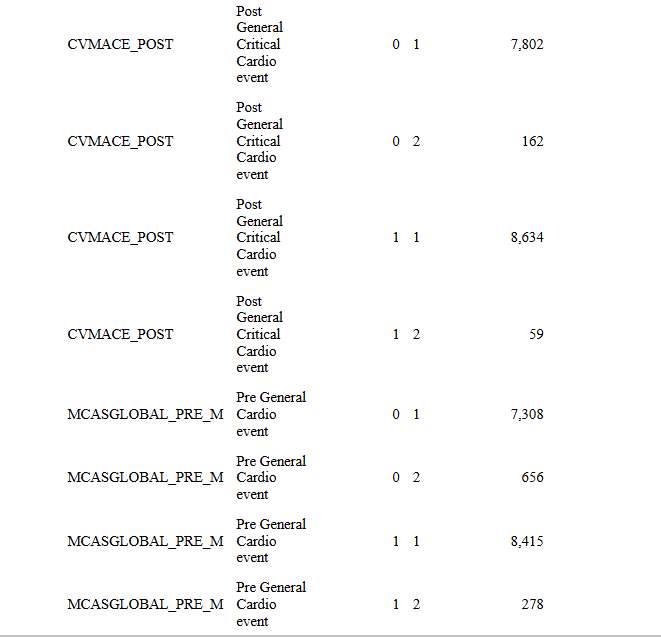 CVMACE_POST Post General Critical Cardio event 0 1 7,802
CVMACE_POST Post General Critical Cardio event 0 2 162
CVMACE_POST Post General Critical Cardio event 1 1 8,634
CVMACE_POST Post General Critical Cardio event 1 2 59
MCASGLOBAL_PRE_M Pre General Cardio event 0 1 7,308
MCASGLOBAL_PRE_M Pre General Cardio event 0 2 656
MCASGLOBAL_PRE_M Pre General Cardio event 1 1 8,415
MCASGLOBAL_PRE_M Pre General Cardio event 1 2 278